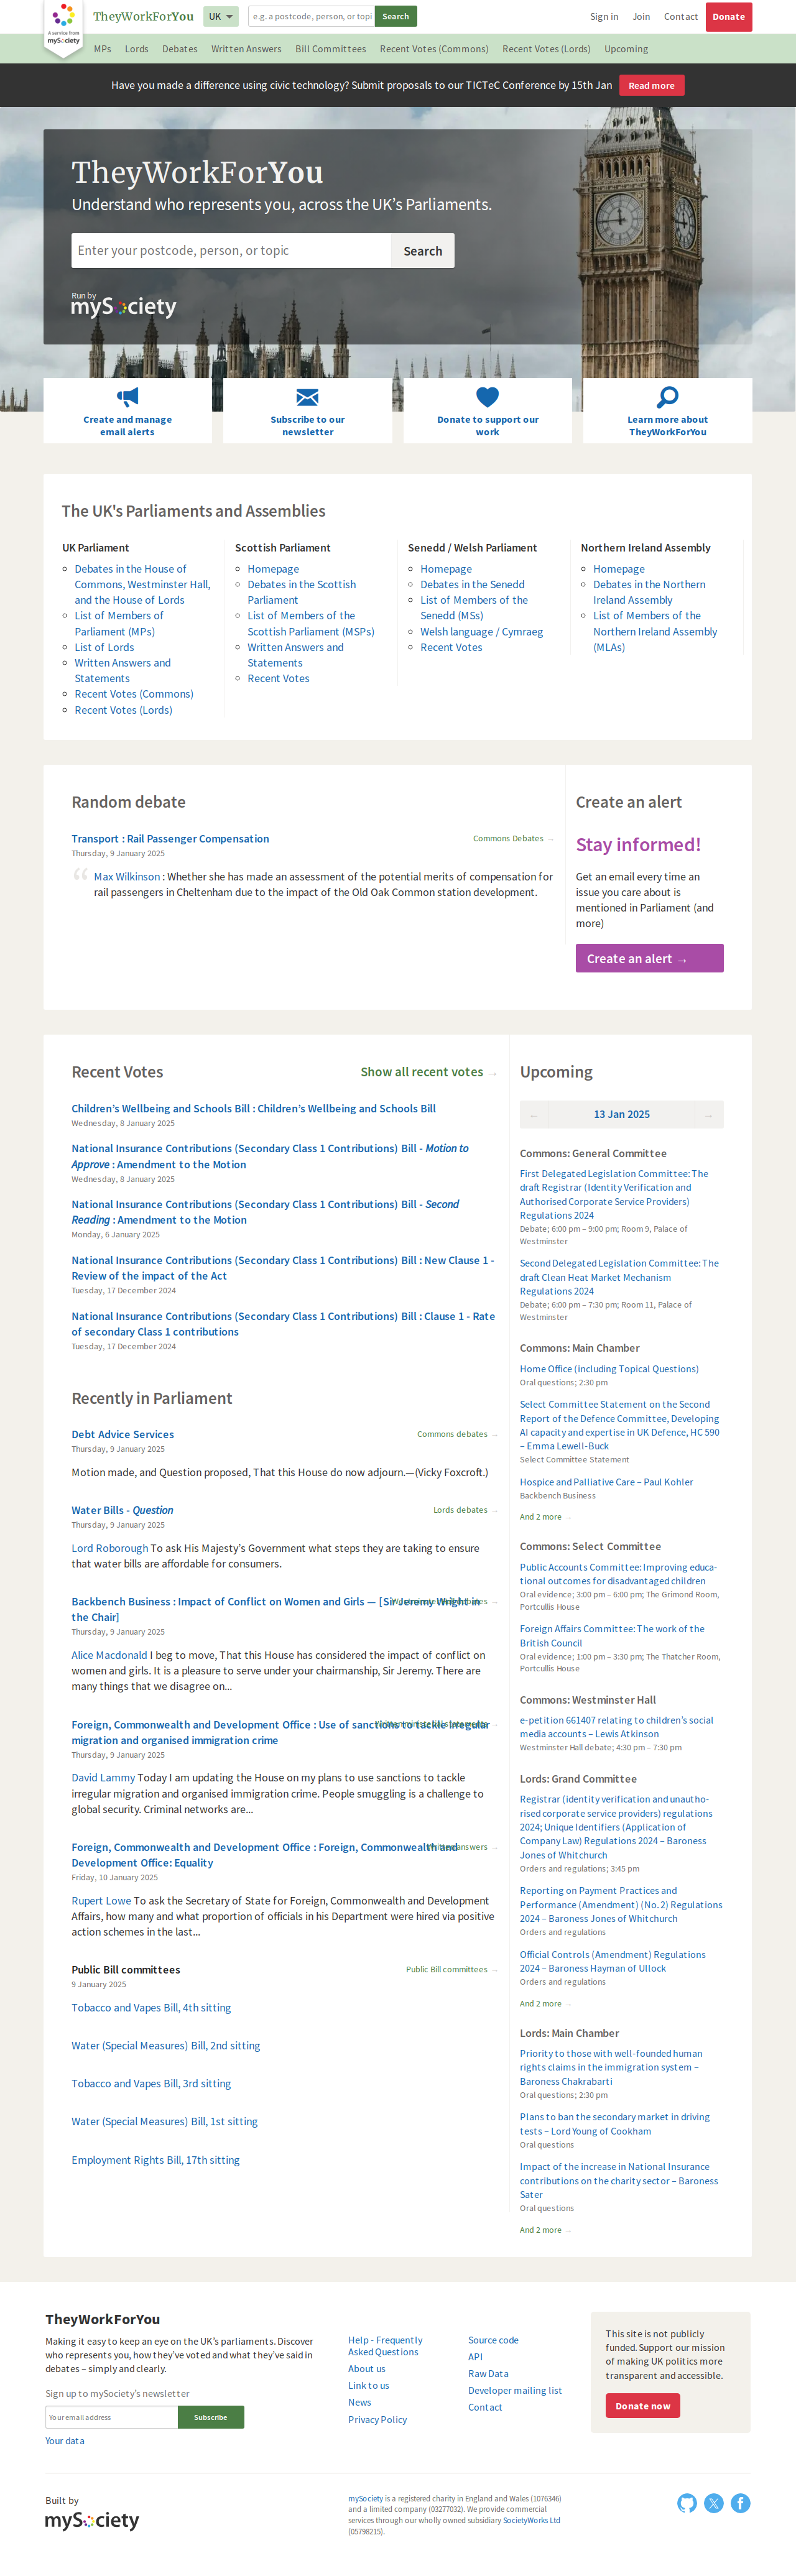 A service from
mySociety
TheyWorkForYou
UK
e.g. a postcode, person, or topi
Search
Sign in
Join
Contact
Donate
MPs
Lords
Debates
Written Answers
Bill Committees
Recent Votes (Commons)
Recent Votes (Lords)
Upcoming
Have you made a difference using civic technology? Submit proposals to our TICTeC Conference by 15th Jan
Read more
TheyWorkForYou
Understand who represents you, across the UK’s Parliaments.
Enter your postcode, person, or topic
Search
Run by
mySociety
Create and manage
email alerts
Subscribe to our
newsletter
Donate to support our
work
Learn more about
TheyWorkForYou
The UK's Parliaments and Assemblies
UK Parliament
Debates in the House of
Commons, Westminster Hall,
and the House of Lords
List of Members of
Parliament (MPs)
List of Lords
Written Answers and
Statements
Recent Votes (Commons)
Recent Votes (Lords)
Scottish Parliament
Homepage
Debates in the Scottish
Parliament
List of Members of the
Scottish Parliament (MSPs)
Written Answers and
Statements
Recent Votes
Senedd / Welsh Parliament
Homepage
Debates in the Senedd
List of Members of the
Senedd (MSs)
Welsh language / Cymraeg
Recent Votes
Northern Ireland Assembly
Homepage
Debates in the Northern
Ireland Assembly
List of Members of the
Northern Ireland Assembly
(MLAs)
Random debate
Transport : Rail Passenger Compensation
Commons Debates →
Thursday, 9 January 2025
“ Max Wilkinson : Whether she has made an assessment of the potential merits of compensation for
rail passengers in Cheltenham due to the impact of the Old Oak Common station development.
Create an alert
Stay informed!
Get an email every time an
issue you care about is
mentioned in Parliament (and
more)
Create an alert →
Recent Votes
Show all recent votes →
Children’s Wellbeing and Schools Bill : Children’s Wellbeing and Schools Bill
Wednesday, 8 January 2025
National Insurance Contributions (Secondary Class 1 Contributions) Bill - Motion to
Approve : Amendment to the Motion
Wednesday, 8 January 2025
National Insurance Contributions (Secondary Class 1 Contributions) Bill - Second
Reading : Amendment to the Motion
Monday, 6 January 2025
National Insurance Contributions (Secondary Class 1 Contributions) Bill : New Clause 1 -
Review of the impact of the Act
Tuesday, 17 December 2024
National Insurance Contributions (Secondary Class 1 Contributions) Bill : Clause 1 - Rate
of secondary Class 1 contributions
Tuesday, 17 December 2024
Recently in Parliament
Debt Advice Services
Commons debates →
Thursday, 9 January 2025
Motion made, and Question proposed, That this House do now adjourn.—(Vicky Foxcroft.)
Water Bills - Question
Lords debates →
Thursday, 9 January 2025
Lord Roborough To ask His Majesty’s Government what steps they are taking to ensure
that water bills are affordable for consumers.
Backbench Business : Impact of Conflict on Women and Girls — [Sir Jeremy Wright in
the Chair]
Thursday, 9 January 2025
Alice Macdonald I beg to move, That this House has considered the impact of conflict on
women and girls. It is a pleasure to serve under your chairmanship, Sir Jeremy. There are
many things that we disagree on...
Foreign, Commonwealth and Development Office : Use of sanctions to tackle irregular
migration and organised immigration crime
Thursday, 9 January 2025
David Lammy Today I am updating the House on my plans to use sanctions to tackle
irregular migration and organised immigration crime. People smuggling is a challenge to
global security. Criminal networks are...
Foreign, Commonwealth and Development Office : Foreign, Commonwealth and
Written answers →
Development Office: Equality
Friday, 10 January 2025
Rupert Lowe To ask the Secretary of State for Foreign, Commonwealth and Development
Affairs, how many and what proportion of officials in his Department were hired via positive
action schemes in the last...
Public Bill committees
Public Bill committees →
9 January 2025
Tobacco and Vapes Bill, 4th sitting
Water (Special Measures) Bill, 2nd sitting
Tobacco and Vapes Bill, 3rd sitting
Water (Special Measures) Bill, 1st sitting
Employment Rights Bill, 17th sitting
Upcoming
← 13 Jan 2025 →
Commons: General Committee
First Delegated Legislation Committee: The
draft Registrar (Identity Verification and
Authorised Corporate Service Providers)
Regulations 2024
Debate; 6:00 pm – 9:00 pm; Room 9, Palace of
Westminster
Second Delegated Legislation Committee: The
draft Clean Heat Market Mechanism
Regulations 2024
Debate; 6:00 pm – 7:30 pm; Room 11, Palace of
Westminster
Commons: Main Chamber
Home Office (including Topical Questions)
Oral questions; 2:30 pm
Select Committee Statement on the Second
Report of the Defence Committee, Developing
AI capacity and expertise in UK Defence, HC 590
– Emma Lewell-Buck
Select Committee Statement
Hospice and Palliative Care – Paul Kohler
Backbench Business
And 2 more →
Commons: Select Committee
Public Accounts Committee: Improving educa-
tional outcomes for disadvantaged children
Oral evidence; 3:00 pm – 6:00 pm; The Grimond Room,
Portcullis House
Foreign Affairs Committee: The work of the
British Council
Oral evidence; 1:00 pm – 3:30 pm; The Thatcher Room,
Portcullis House
Commons: Westminster Hall
e-petition 661407 relating to children’s social
media accounts – Lewis Atkinson
Westminster Hall debate; 4:30 pm – 7:30 pm
Lords: Grand Committee
Registrar (identity verification and unautho-
rised corporate service providers) regulations
2024; Unique Identifiers (Application of
Company Law) Regulations 2024 – Baroness
Jones of Whitchurch
Orders and regulations; 3:45 pm
Reporting on Payment Practices and
Performance (Amendment) (No. 2) Regulations
2024 – Baroness Jones of Whitchurch
Orders and regulations
Official Controls (Amendment) Regulations
2024 – Baroness Hayman of Ullock
Orders and regulations
And 2 more →
Lords: Main Chamber
Priority to those with well-founded human
rights claims in the immigration system –
Baroness Chakrabarti
Oral questions; 2:30 pm
Plans to ban the secondary market in driving
tests – Lord Young of Cookham
Oral questions
Impact of the increase in National Insurance
contributions on the charity sector – Baroness
Sater
Oral questions
And 2 more →
TheyWorkForYou
Making it easy to keep an eye on the UK’s parliaments. Discover
who represents you, how they’ve voted and what they’ve said in
debates – simply and clearly.
Sign up to mySociety’s newsletter
Your email address
Subscribe
Your data
Help - Frequently
Asked Questions
About us
Link to us
News
Privacy Policy
Source code
API
Raw Data
Developer mailing list
Contact
This site is not publicly
funded. Support our mission
of making UK politics more
transparent and accessible.
Donate now
Built by
mySociety
mySociety is a registered charity in England and Wales (1076346)
and a limited company (03277032). We provide commercial
services through our wholly owned subsidiary SocietyWorks Ltd
(05798215).